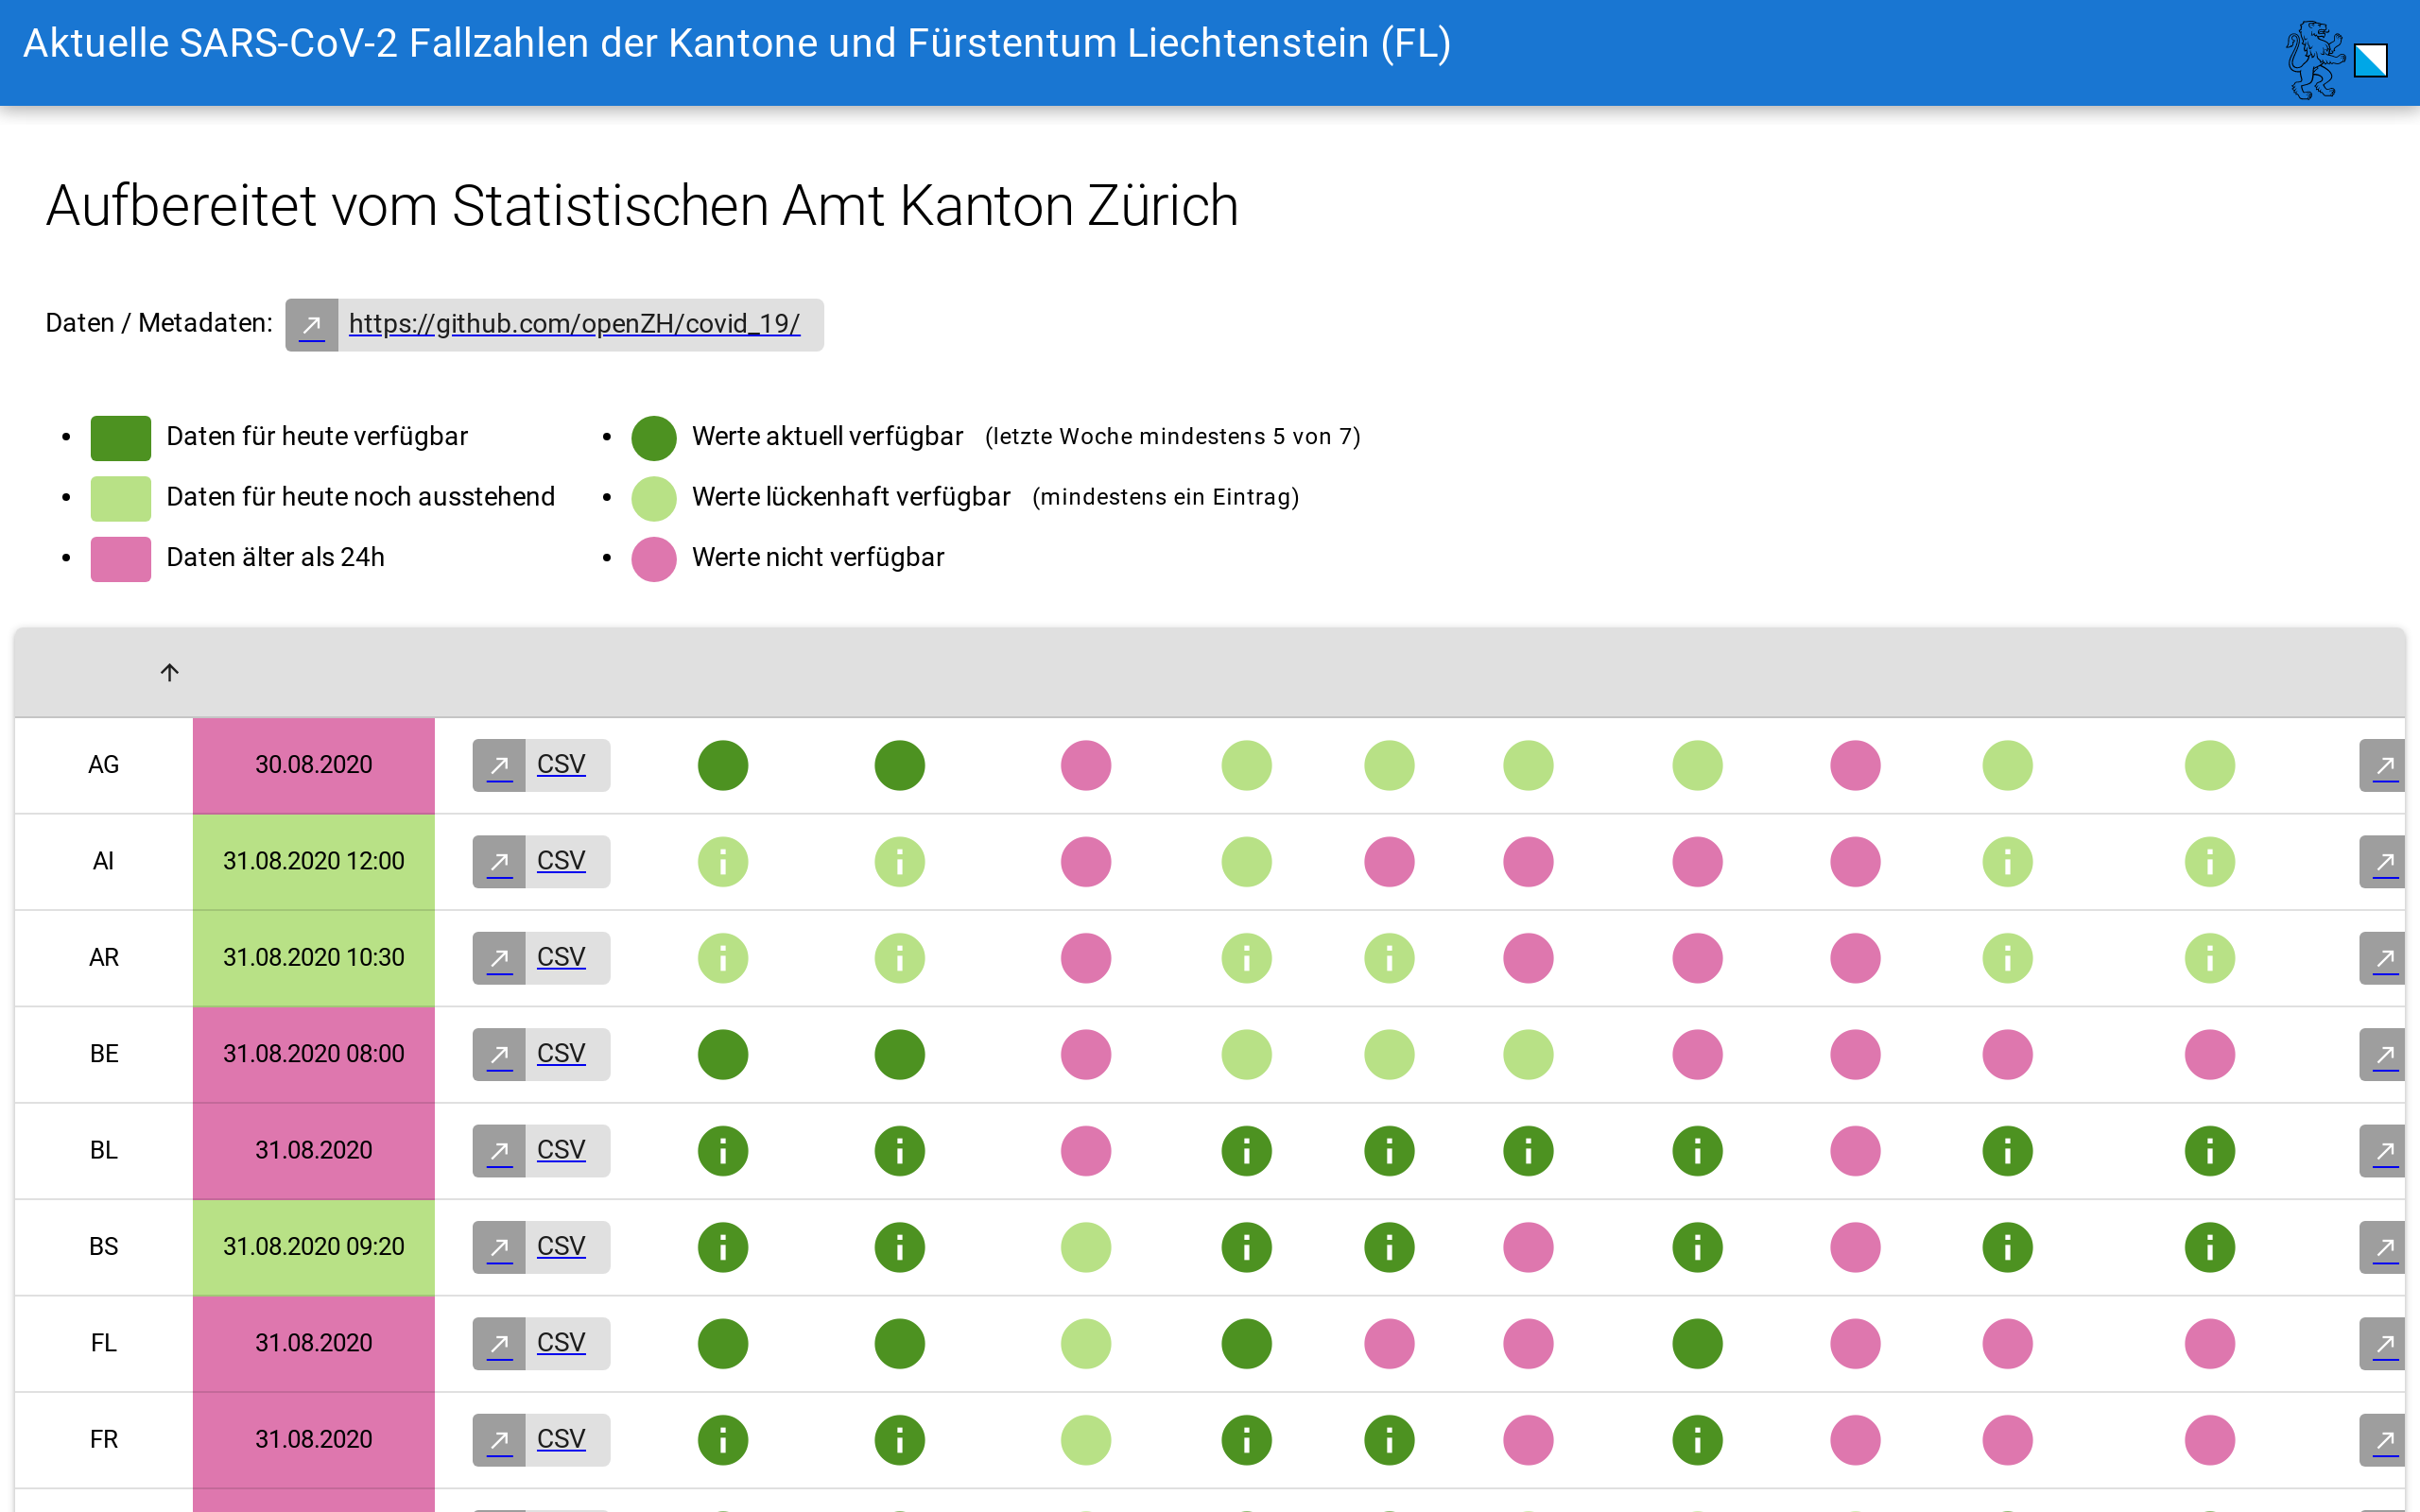 Aktuelle SARS-CoV-2 Fallzahlen der Kantone und Fürstentum Liechtenstein (FL)
Aufbereitet vom Statistischen Amt Kanton Zürich
Daten / Metadaten: https://github.com/openZH/covid_19/
Daten für heute verfügbar
Daten für heute noch ausstehend
Daten älter als 24h
Werte aktuell verfügbar (letzte Woche mindestens 5 von 7)
Werte lückenhaft verfügbar (mindestens ein Eintrag)
Werte nicht verfügbar
AG 30.08.2020 CSV
AI 31.08.2020 12:00 CSV
AR 31.08.2020 10:30 CSV
BE 31.08.2020 08:00 CSV
BL 31.08.2020 CSV
BS 31.08.2020 09:20 CSV
FL 31.08.2020 CSV
FR 31.08.2020 CSV